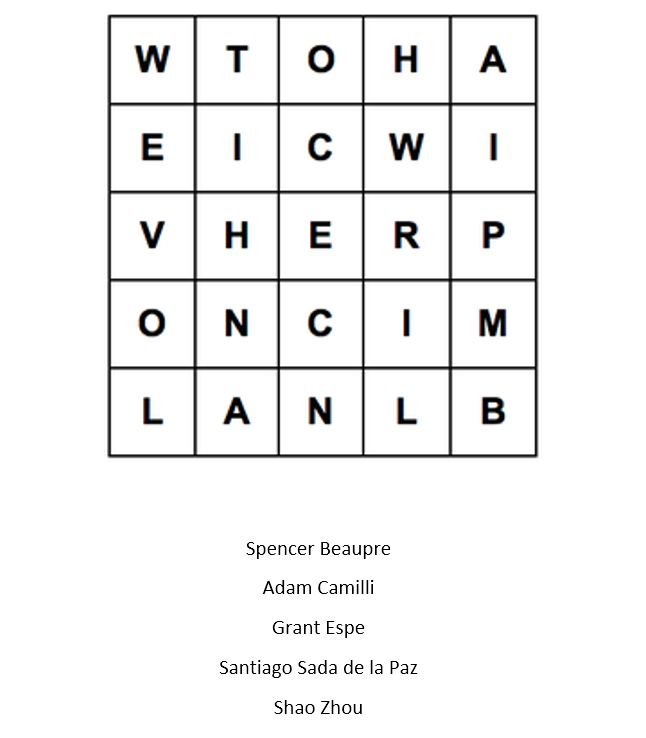 W T O H A
E I C W I
V H E R P
O N C I M
L A N L B
Spencer Beaupre
Adam Camilli
Grant Espe
Santiago Sada de la Paz
Shao Zhou